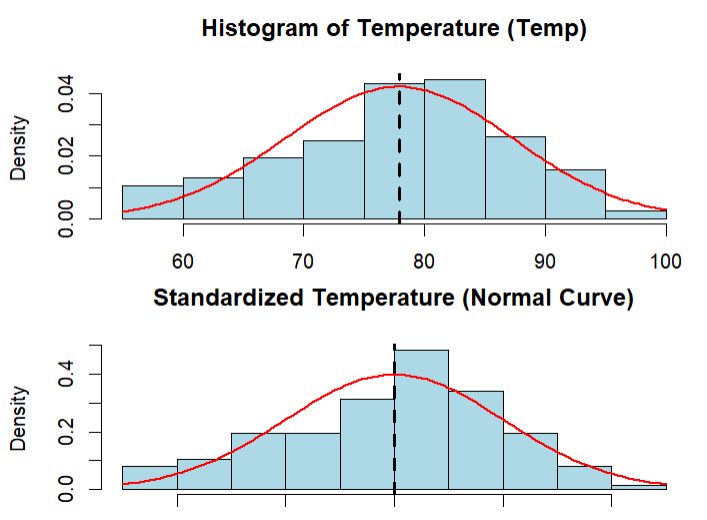 Histogram of Temperature (Temp)
Density
0.00 0.02 0.04
60 70 80 90 100
Standardized Temperature (Normal Curve)
Density
0.0 0.2 0.4